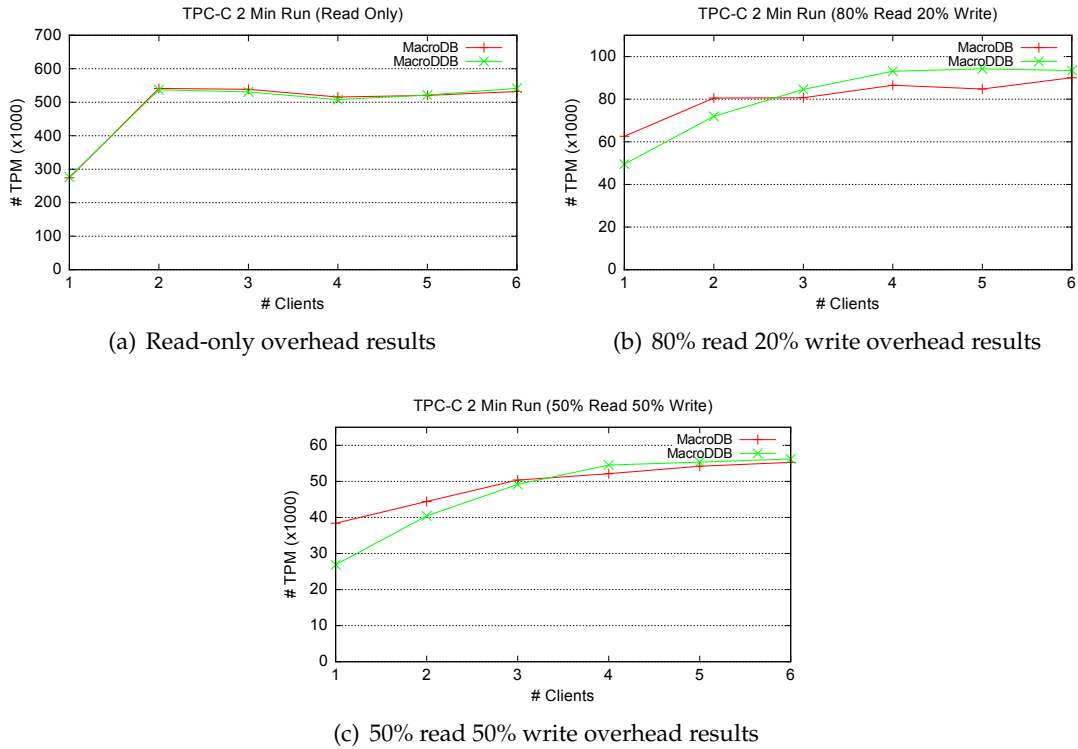 TPC-C 2 Min Run (Read Only)
700
600
500
400
300
200
100
0
# TPM (x1000)
MacroDB
MacroDDB
1 2 3 4 5 6
# Clients
(a) Read-only overhead results
TPC-C 2 Min Run (80% Read 20% Write)
100
80
60
40
20
0
# TPM (x1000)
MacroDB
MacroDDB
1 2 3 4 5 6
# Clients
(b) 80% read 20% write overhead results
TPC-C 2 Min Run (50% Read 50% Write)
60
50
40
30
20
10
0
# TPM (x1000)
MacroDB
MacroDDB
1 2 3 4 5 6
# Clients
(c) 50% read 50% write overhead results